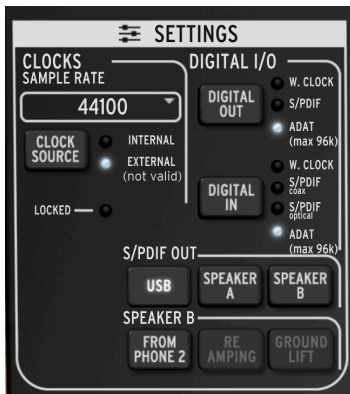 SETTINGS
CLOCKS
SAMPLE RATE
44100
CLOCK
SOURCE
INTERNAL
EXTERNAL
(not valid)
LOCKED
DIGITAL I/O
DIGITAL
OUT
W. CLOCK
S/PDIF
ADAT
(max 96k)
DIGITAL
IN
W. CLOCK
S/PDIF
coax
S/PDIF
optical
ADAT
(max 96k)
S/PDIF OUT
USB
SPEAKER
A
SPEAKER
B
SPEAKER B
FROM
PHONE 2
RE
AMPING
GROUND
LIFT